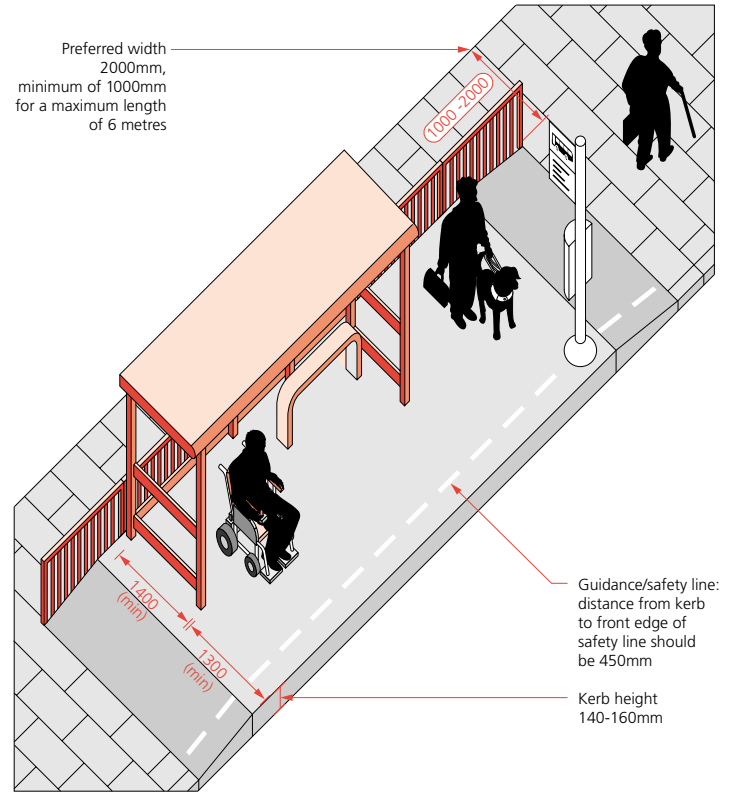 Preferred width
2000mm,
minimum of 1000mm
for a maximum length
of 6 metres
1000 -2000
1400
(min)
1300
(min)
Guidance/safety line:
distance from kerb
to front edge of
safety line should
be 450mm
Kerb height
140-160mm